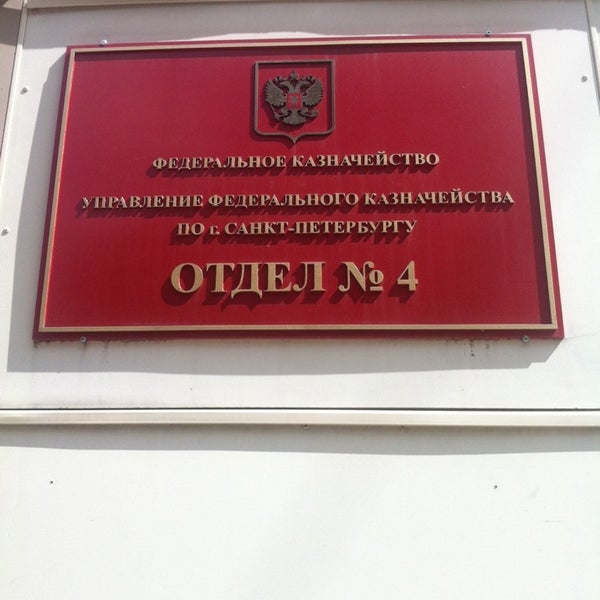 ФЕДЕРАЛЬНОЕ КАЗНАЧЕЙСТВО
УПРАВЛЕНИЕ ФЕДЕРАЛЬНОГО КАЗНАЧЕЙСТВА
ПО г. САНКТ-ПЕТЕРБУРГУ
ОТДЕЛ № 4